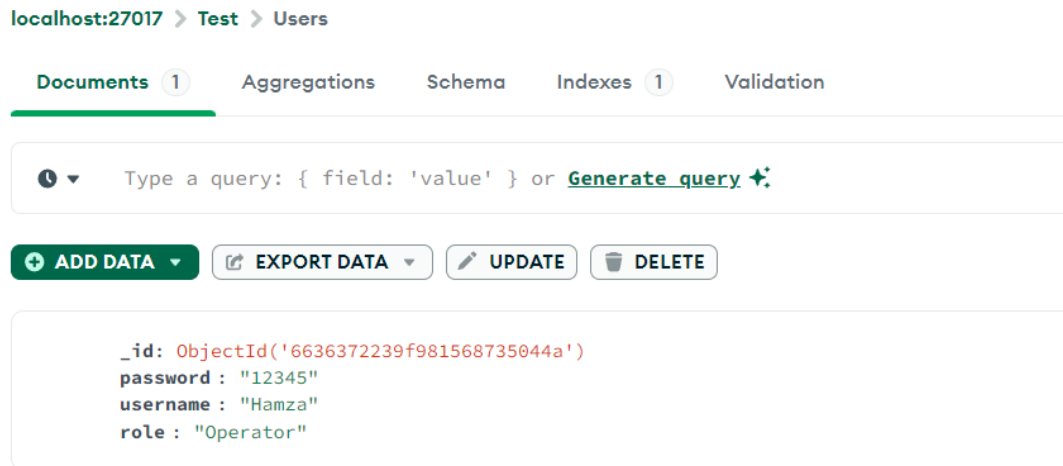 localhost:27017 > Test > Users
Documents 1 Aggregations Schema Indexes 1 Validation
Type a query: { field: 'value' } or Generate query
ADD DATA EXPORT DATA UPDATE DELETE
_id: ObjectId('6636372239f981568735044a')
password : "12345"
username : "Hamza"
role : "Operator"